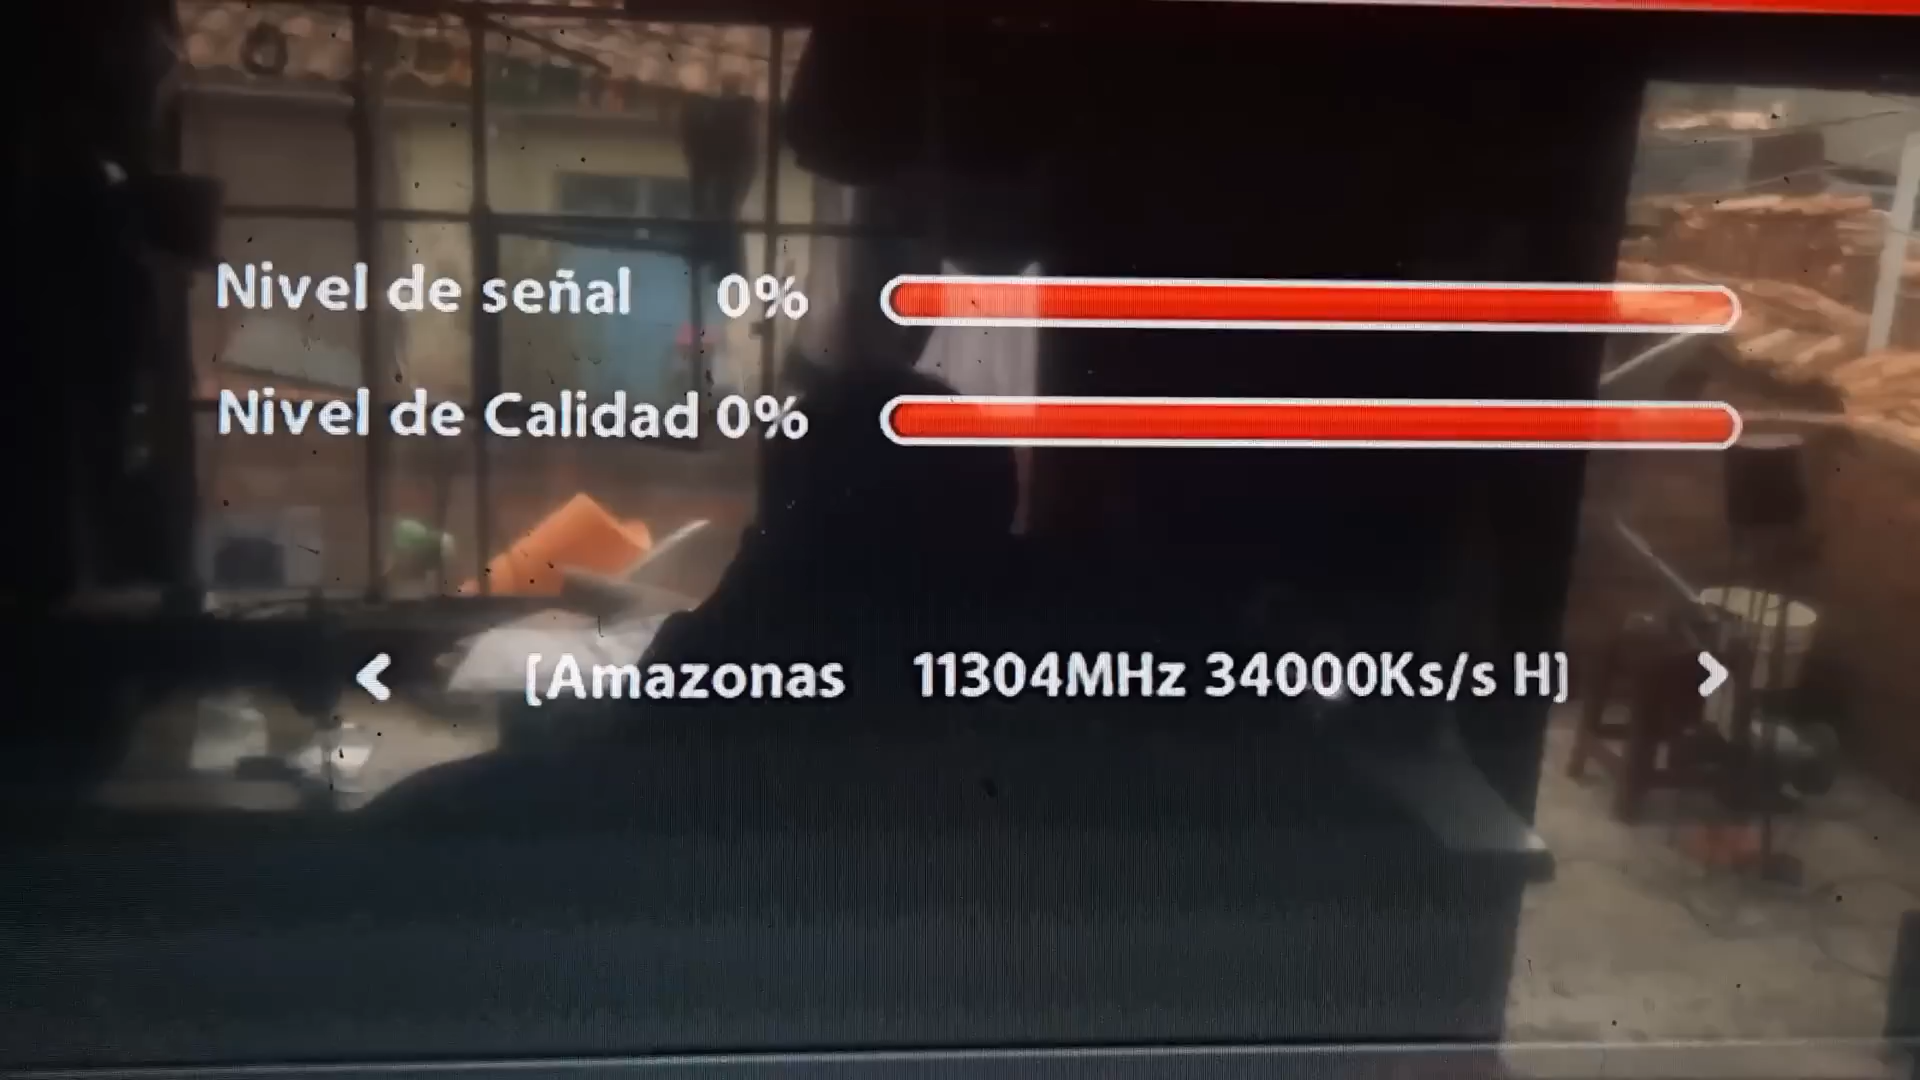 Nivel de señal 0%
Nivel de Calidad 0%
[Amazonas 11304MHz 34000Ks/s H]